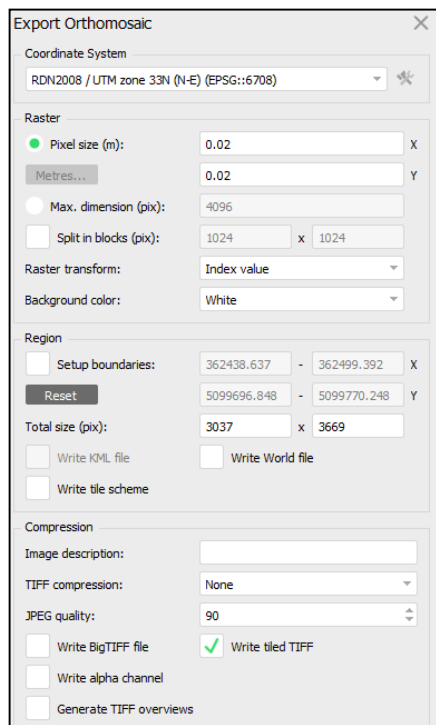 Export Orthomosaic
Coordinate System
RDN2008 / UTM zone 33N (N-E) (EPSG::6708)
Raster
Pixel size (m): 0.02 X
Metres... 0.02 Y
Max. dimension (pix): 4096
Split in blocks (pix): 1024 x 1024
Raster transform: Index value
Background color: White
Region
Setup boundaries: 362438.637 - 362499.392 X
Reset 5099696.848 - 5099770.248 Y
Total size (pix): 3037 x 3669
Write KML file Write World file
Write tile scheme
Compression
Image description:
TIFF compression: None
JPEG quality: 90
Write BigTIFF file Write tiled TIFF
Write alpha channel
Generate TIFF overviews